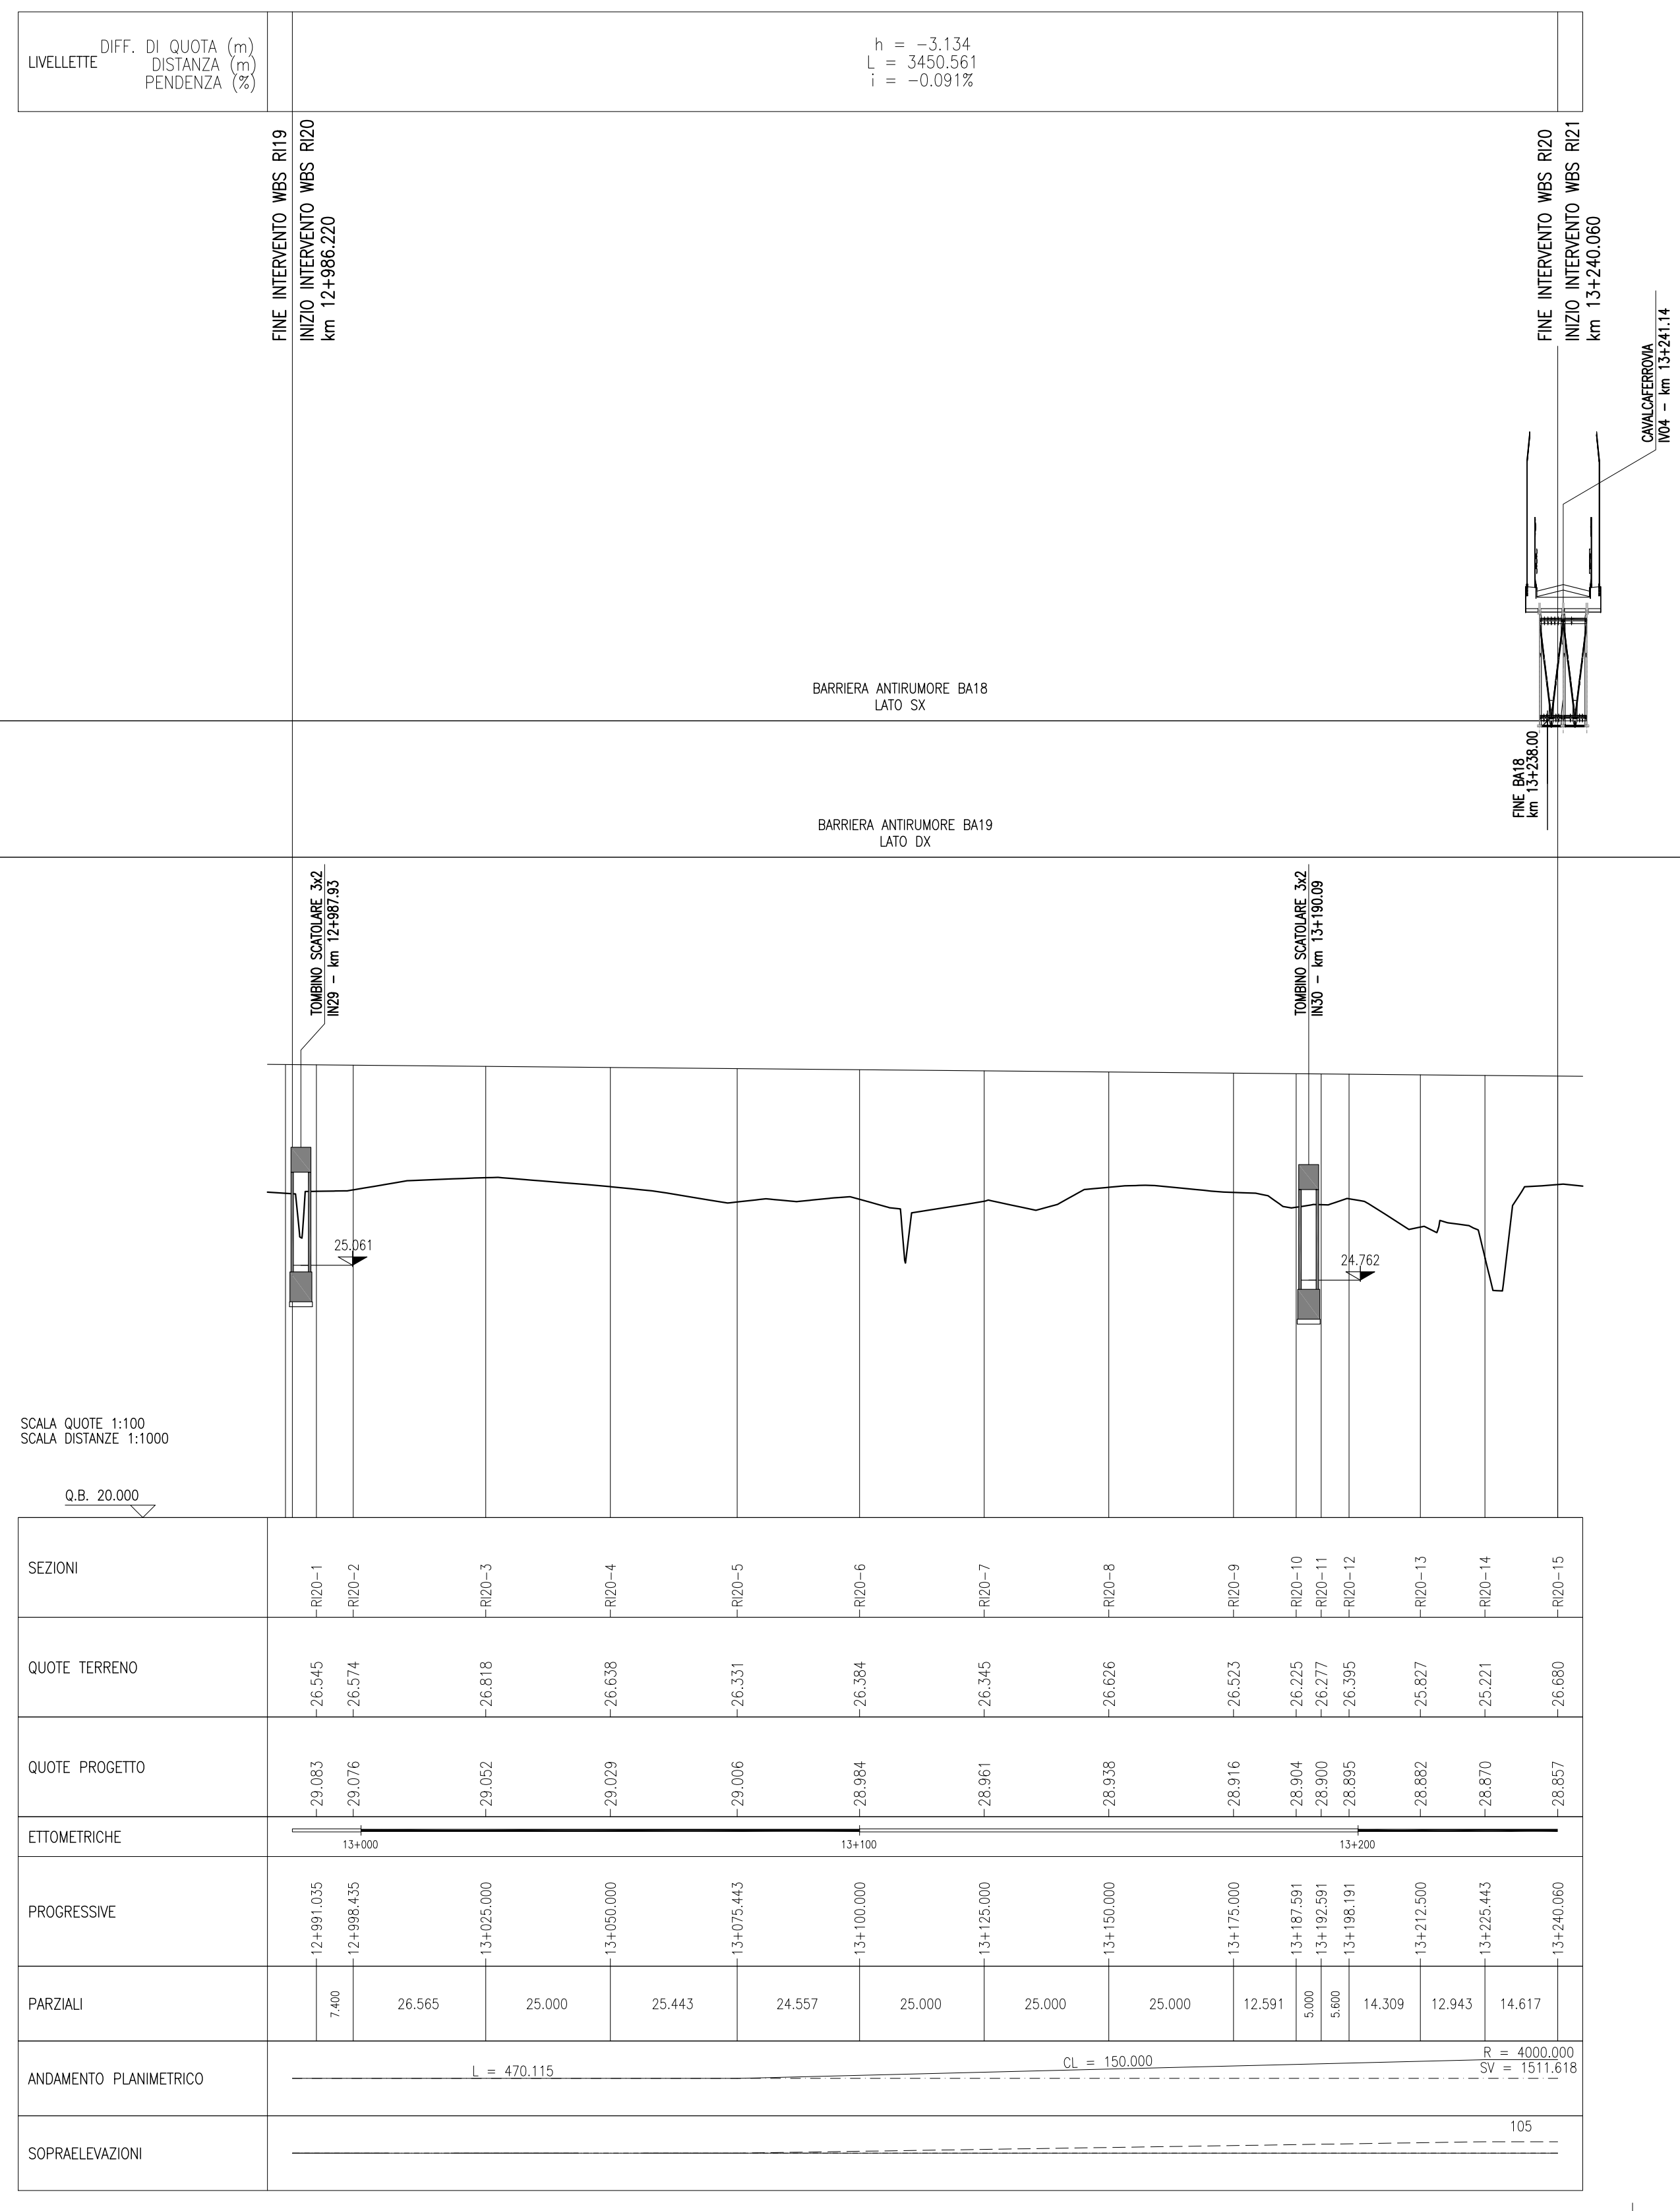 LIVELLETTE
DIFF. DI QUOTA (m)
DISTANZA (m)
PENDENZA (%)
h = -3.134
L = 3450.561
i = -0.091%
FINE INTERVENTO WBS RI19
INIZIO INTERVENTO WBS RI20
km 12+986.220
FINE INTERVENTO WBS RI20
INIZIO INTERVENTO WBS RI21
km 13+240.060
CAVALCAFERROVIA
IV04 - km 13+241.14
BARRIERA ANTIRUMORE BA18
LATO SX
FINE BA18
km 13+238.00
BARRIERA ANTIRUMORE BA19
LATO DX
TOMBINO SCATOLARE 3x2
IN29 - km 12+987.93
TOMBINO SCATOLARE 3x2
IN30 - km 13+190.09
25.061
24.762
SCALA QUOTE 1:100
SCALA DISTANZE 1:1000
Q.B. 20.000
SEZIONI
RI20-1
RI20-2
RI20-3
RI20-4
RI20-5
RI20-6
RI20-7
RI20-8
RI20-9
RI20-10
RI20-11
RI20-12
RI20-13
RI20-14
RI20-15
QUOTE TERRENO
26.545
26.574
26.818
26.638
26.331
26.384
26.345
26.626
26.523
26.225
26.277
26.395
25.827
25.221
26.680
QUOTE PROGETTO
29.083
29.076
29.052
29.029
29.006
28.984
28.961
28.938
28.916
28.904
28.900
28.895
28.882
28.870
28.857
ETTOMETRICHE
13+000
13+100
13+200
PROGRESSIVE
12+991.035
12+998.435
13+025.000
13+050.000
13+075.443
13+100.000
13+125.000
13+150.000
13+175.000
13+187.591
13+192.591
13+198.191
13+212.500
13+225.443
13+240.060
PARZIALI
7.400
26.565
25.000
25.443
24.557
25.000
25.000
25.000
12.591
5.000
5.600
14.309
12.943
14.617
ANDAMENTO PLANIMETRICO
L = 470.115
CL = 150.000
R = 4000.000
SV = 1511.618
SOPRAELEVAZIONI
105